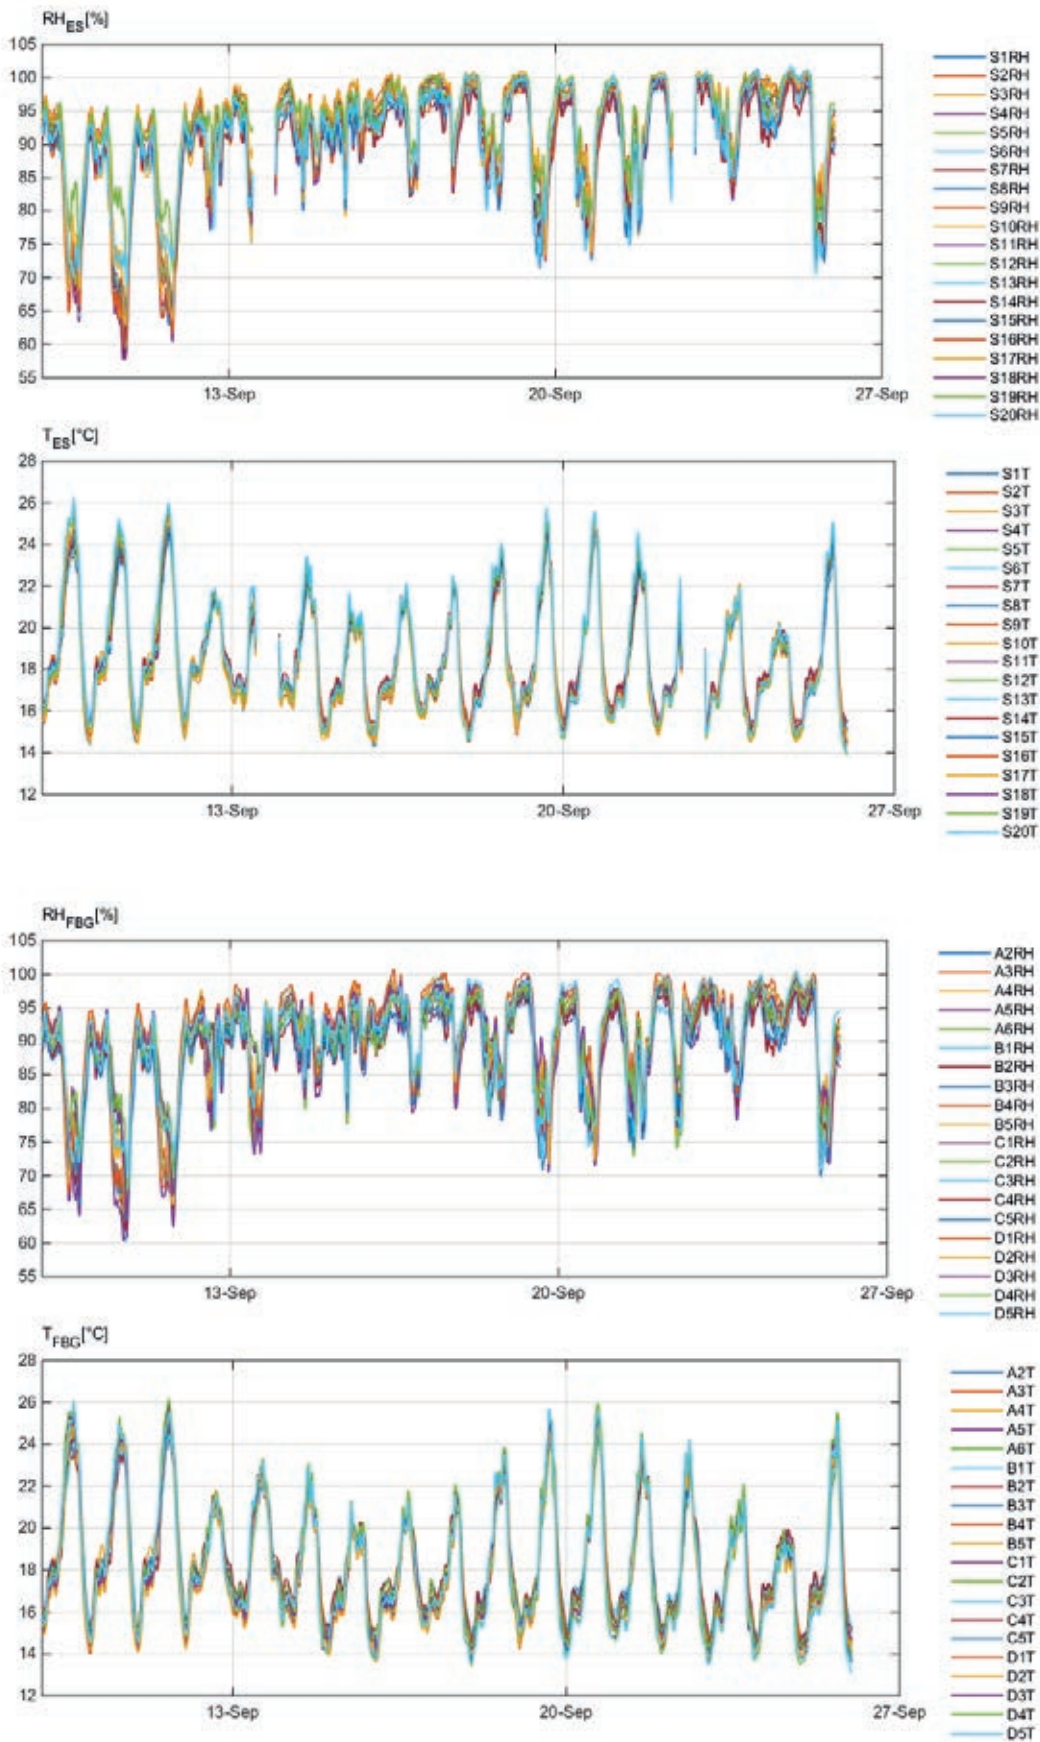 RH_ES[%]
105
100
95
90
85
80
75
70
65
60
55
13-Sep
20-Sep
27-Sep
S1RH
S2RH
S3RH
S4RH
S5RH
S6RH
S7RH
S8RH
S9RH
S10RH
S11RH
S12RH
S13RH
S14RH
S15RH
S16RH
S17RH
S18RH
S19RH
S20RH
T_ES[°C]
28
26
24
22
20
18
16
14
12
13-Sep
20-Sep
27-Sep
S1T
S2T
S3T
S4T
S5T
S6T
S7T
S8T
S9T
S10T
S11T
S12T
S13T
S14T
S15T
S16T
S17T
S18T
S19T
S20T
RH_FBG[%]
105
100
95
90
85
80
75
70
65
60
55
13-Sep
20-Sep
27-Sep
A2RH
A3RH
A4RH
A5RH
A6RH
B1RH
B2RH
B3RH
B4RH
B5RH
C1RH
C2RH
C3RH
C4RH
C5RH
D1RH
D2RH
D3RH
D4RH
D5RH
T_FBG[°C]
28
26
24
22
20
18
16
14
12
13-Sep
20-Sep
27-Sep
A2T
A3T
A4T
A5T
A6T
B1T
B2T
B3T
B4T
B5T
C1T
C2T
C3T
C4T
C5T
D1T
D2T
D3T
D4T
D5T